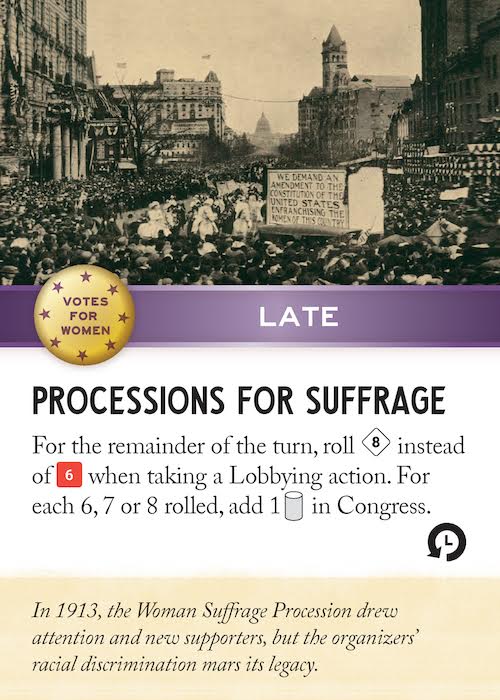 WE DEMAND AN
AMENDMENT TO THE
CONSTITUTION OF THE
UNITED STATES
ENFRANCHISING THE
WOMEN OF THIS COUNTRY
VOTES
FOR
WOMEN
LATE
PROCESSIONS FOR SUFFRAGE
For the remainder of the turn, roll 8 instead
of 6 when taking a Lobbying action. For
each 6, 7 or 8 rolled, add 1 in Congress.
In 1913, the Woman Suffrage Procession drew
attention and new supporters, but the organizers’
racial discrimination mars its legacy.